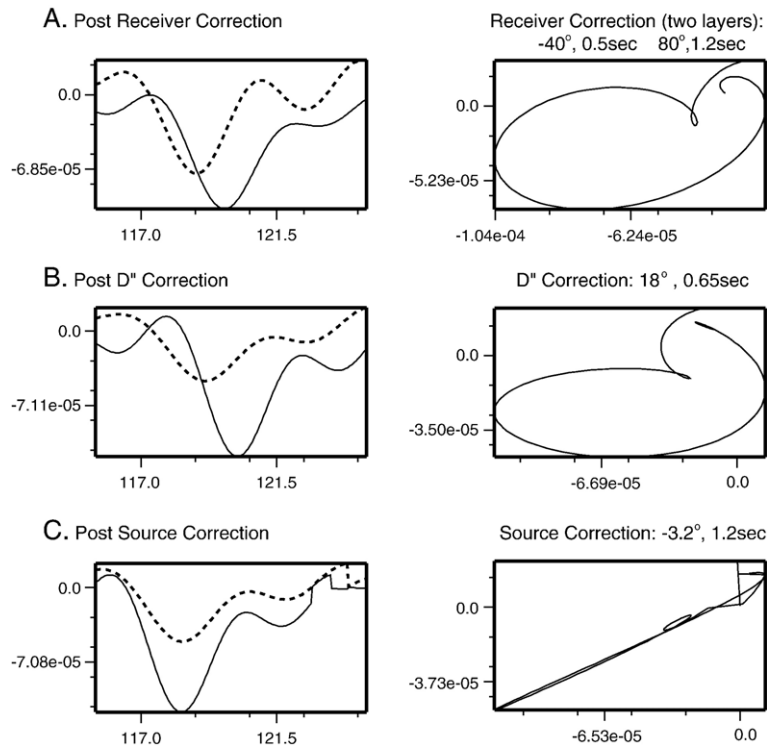 A. Post Receiver Correction
Receiver Correction (two layers):
-40°, 0.5sec 80°,1.2sec
0.0
-6.85e-05
117.0 121.5
0.0
-5.23e-05
-1.04e-04 -6.24e-05
B. Post D" Correction
D" Correction: 18° , 0.65sec
0.0
-7.11e-05
117.0 121.5
0.0
-3.50e-05
-6.69e-05 0.0
C. Post Source Correction
Source Correction: -3.2°, 1.2sec
0.0
-7.08e-05
117.0 121.5
0.0
-3.73e-05
-6.53e-05 0.0